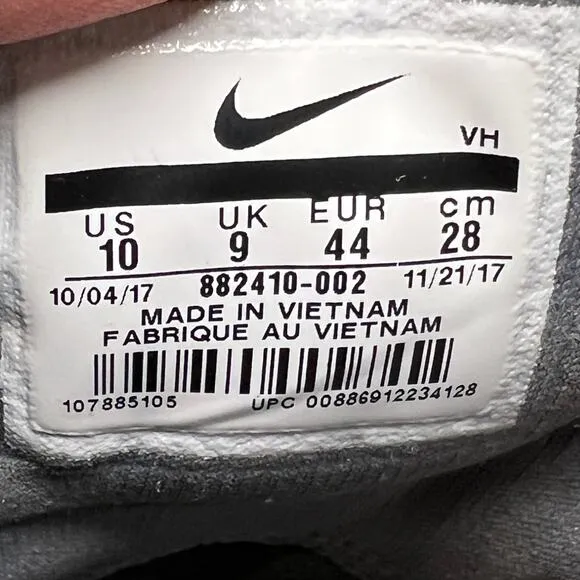 VH
US UK EUR cm
10 9 44 28
10/04/17 882410-002 11/21/17
MADE IN VIETNAM
FABRIQUE AU VIETNAM
107885105 UPC 00886912234128